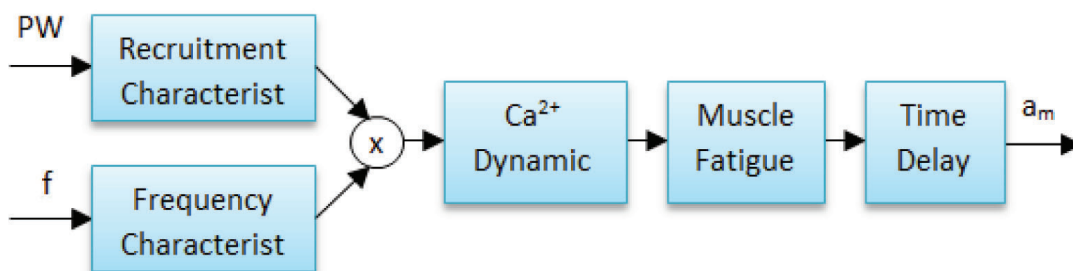 PW
Recruitment
Characterist
f
Frequency
Characterist
x
Ca²⁺
Dynamic
Muscle
Fatigue
Time
Delay
aₘ